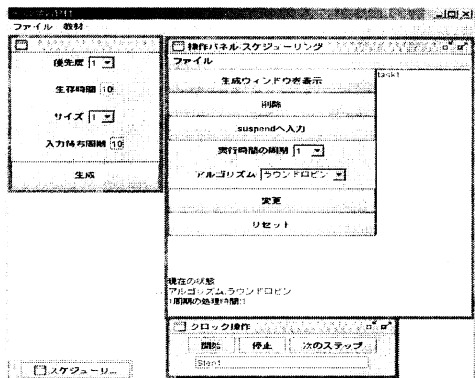 ファイル 教材
優先度 1
生存時間 10
サイズ 1
入力待ち周期 10
生成
操作パネル スケジューリング
ファイル
生成ウィンドウを表示
削除
suspendへ入力
実行時間の周期 1
アルゴリズム ラウンドロビン
変更
リセット
task1
現在の状態
アルゴリズム:ラウンドロビン
1周期の処理時間:1
クロック操作
開始 停止 次のステップ
スケジューリ...